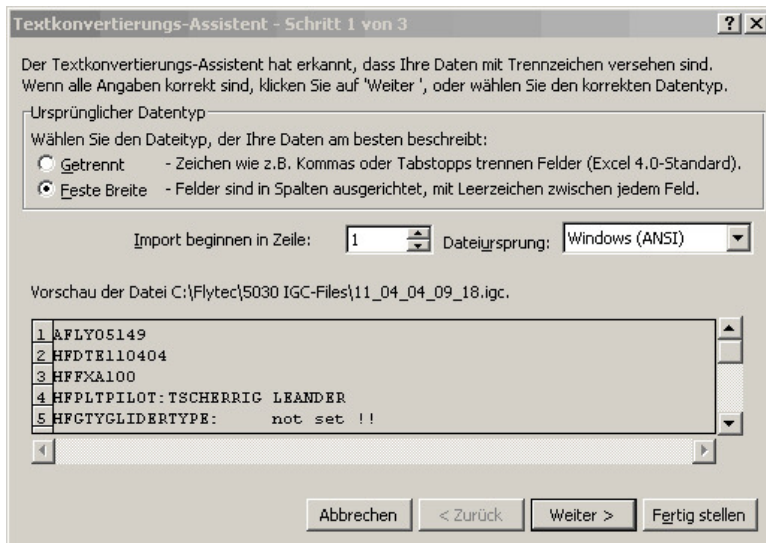 Textkonvertierungs-Assistent - Schritt 1 von 3
Der Textkonvertierungs-Assistent hat erkannt, dass Ihre Daten mit Trennzeichen versehen sind.
Wenn alle Angaben korrekt sind, klicken Sie auf 'Weiter ', oder wählen Sie den korrekten Datentyp.
Ursprünglicher Datentyp
Wählen Sie den Dateityp, der Ihre Daten am besten beschreibt:
Getrennt - Zeichen wie z.B. Kommas oder Tabstopps trennen Felder (Excel 4.0-Standard).
Feste Breite - Felder sind in Spalten ausgerichtet, mit Leerzeichen zwischen jedem Feld.
Import beginnen in Zeile: 1 Dateiursprung: Windows (ANSI)
Vorschau der Datei C:\Flytec\5030 IGC-Files\11_04_04_09_18.igc.
1 AFLY05149
2 HFDTE110404
3 HFFXA100
4 HFPLTPILOT:TSCHERRIG LEANDER
5 HFGTYGLIDERTYPE: not set !!
Abbrechen < Zurück Weiter > Fertig stellen